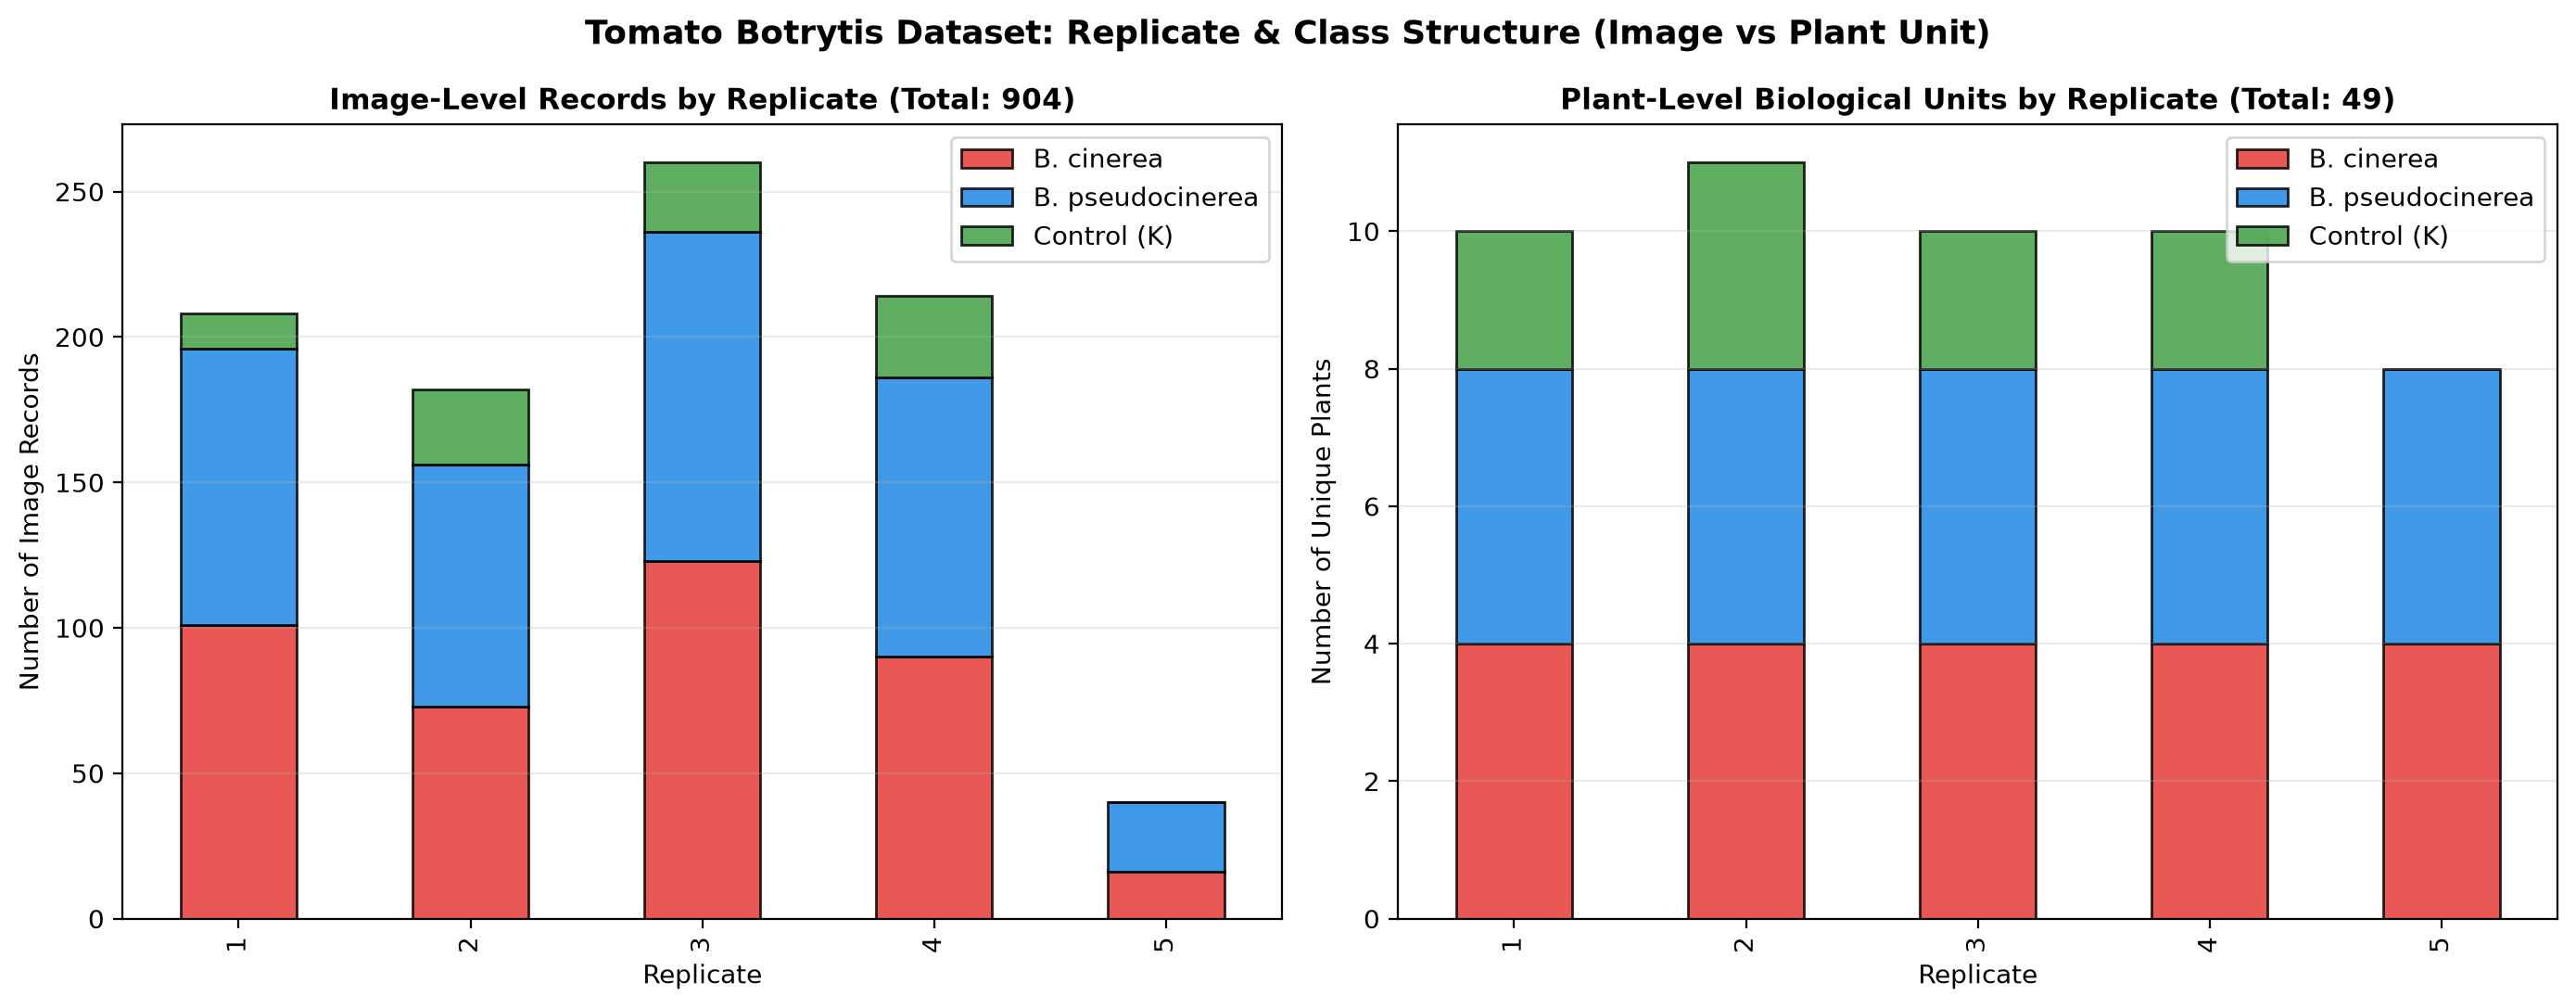 Tomato Botrytis Dataset: Replicate & Class Structure (Image vs Plant Unit)
Image-Level Records by Replicate (Total: 904)
Number of Image Records
250
200
150
100
50
0
B. cinerea
B. pseudocinerea
Control (K)
1
2
3
4
5
Replicate
Plant-Level Biological Units by Replicate (Total: 49)
Number of Unique Plants
10
8
6
4
2
0
B. cinerea
B. pseudocinerea
Control (K)
1
2
3
4
5
Replicate